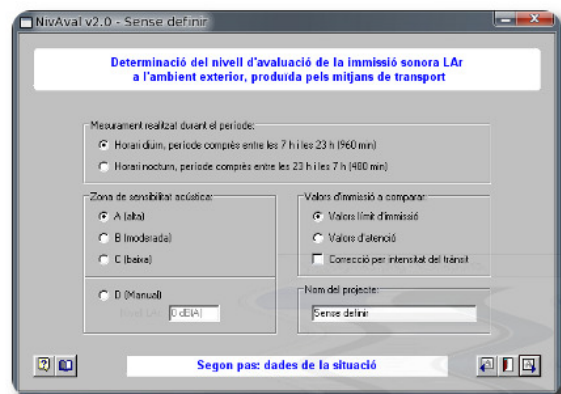 NivAval v2.0 - Sense definir
Determinació del nivell d'avaluació de la immissió sonora LAr
a l'ambient exterior, produïda pels mitjans de transport
Mesurament realitzat durant el període:
Horari diürn, període comprès entre les 7 h i les 23 h (960 min)
Horari nocturn, període comprès entre les 23 h i les 7 h (480 min)
Zona de sensibilitat acústica:
A (alta)
B (moderada)
C (baixa)
D (Manual)
Nivell LAr:
0 dB(A)
Valors d'immissió a comparar:
Valors límit d'immissió
Valors d'atenció
Correcció per intensitat del trànsit
Nom del projecte:
Sense definir
Segon pas: dades de la situació